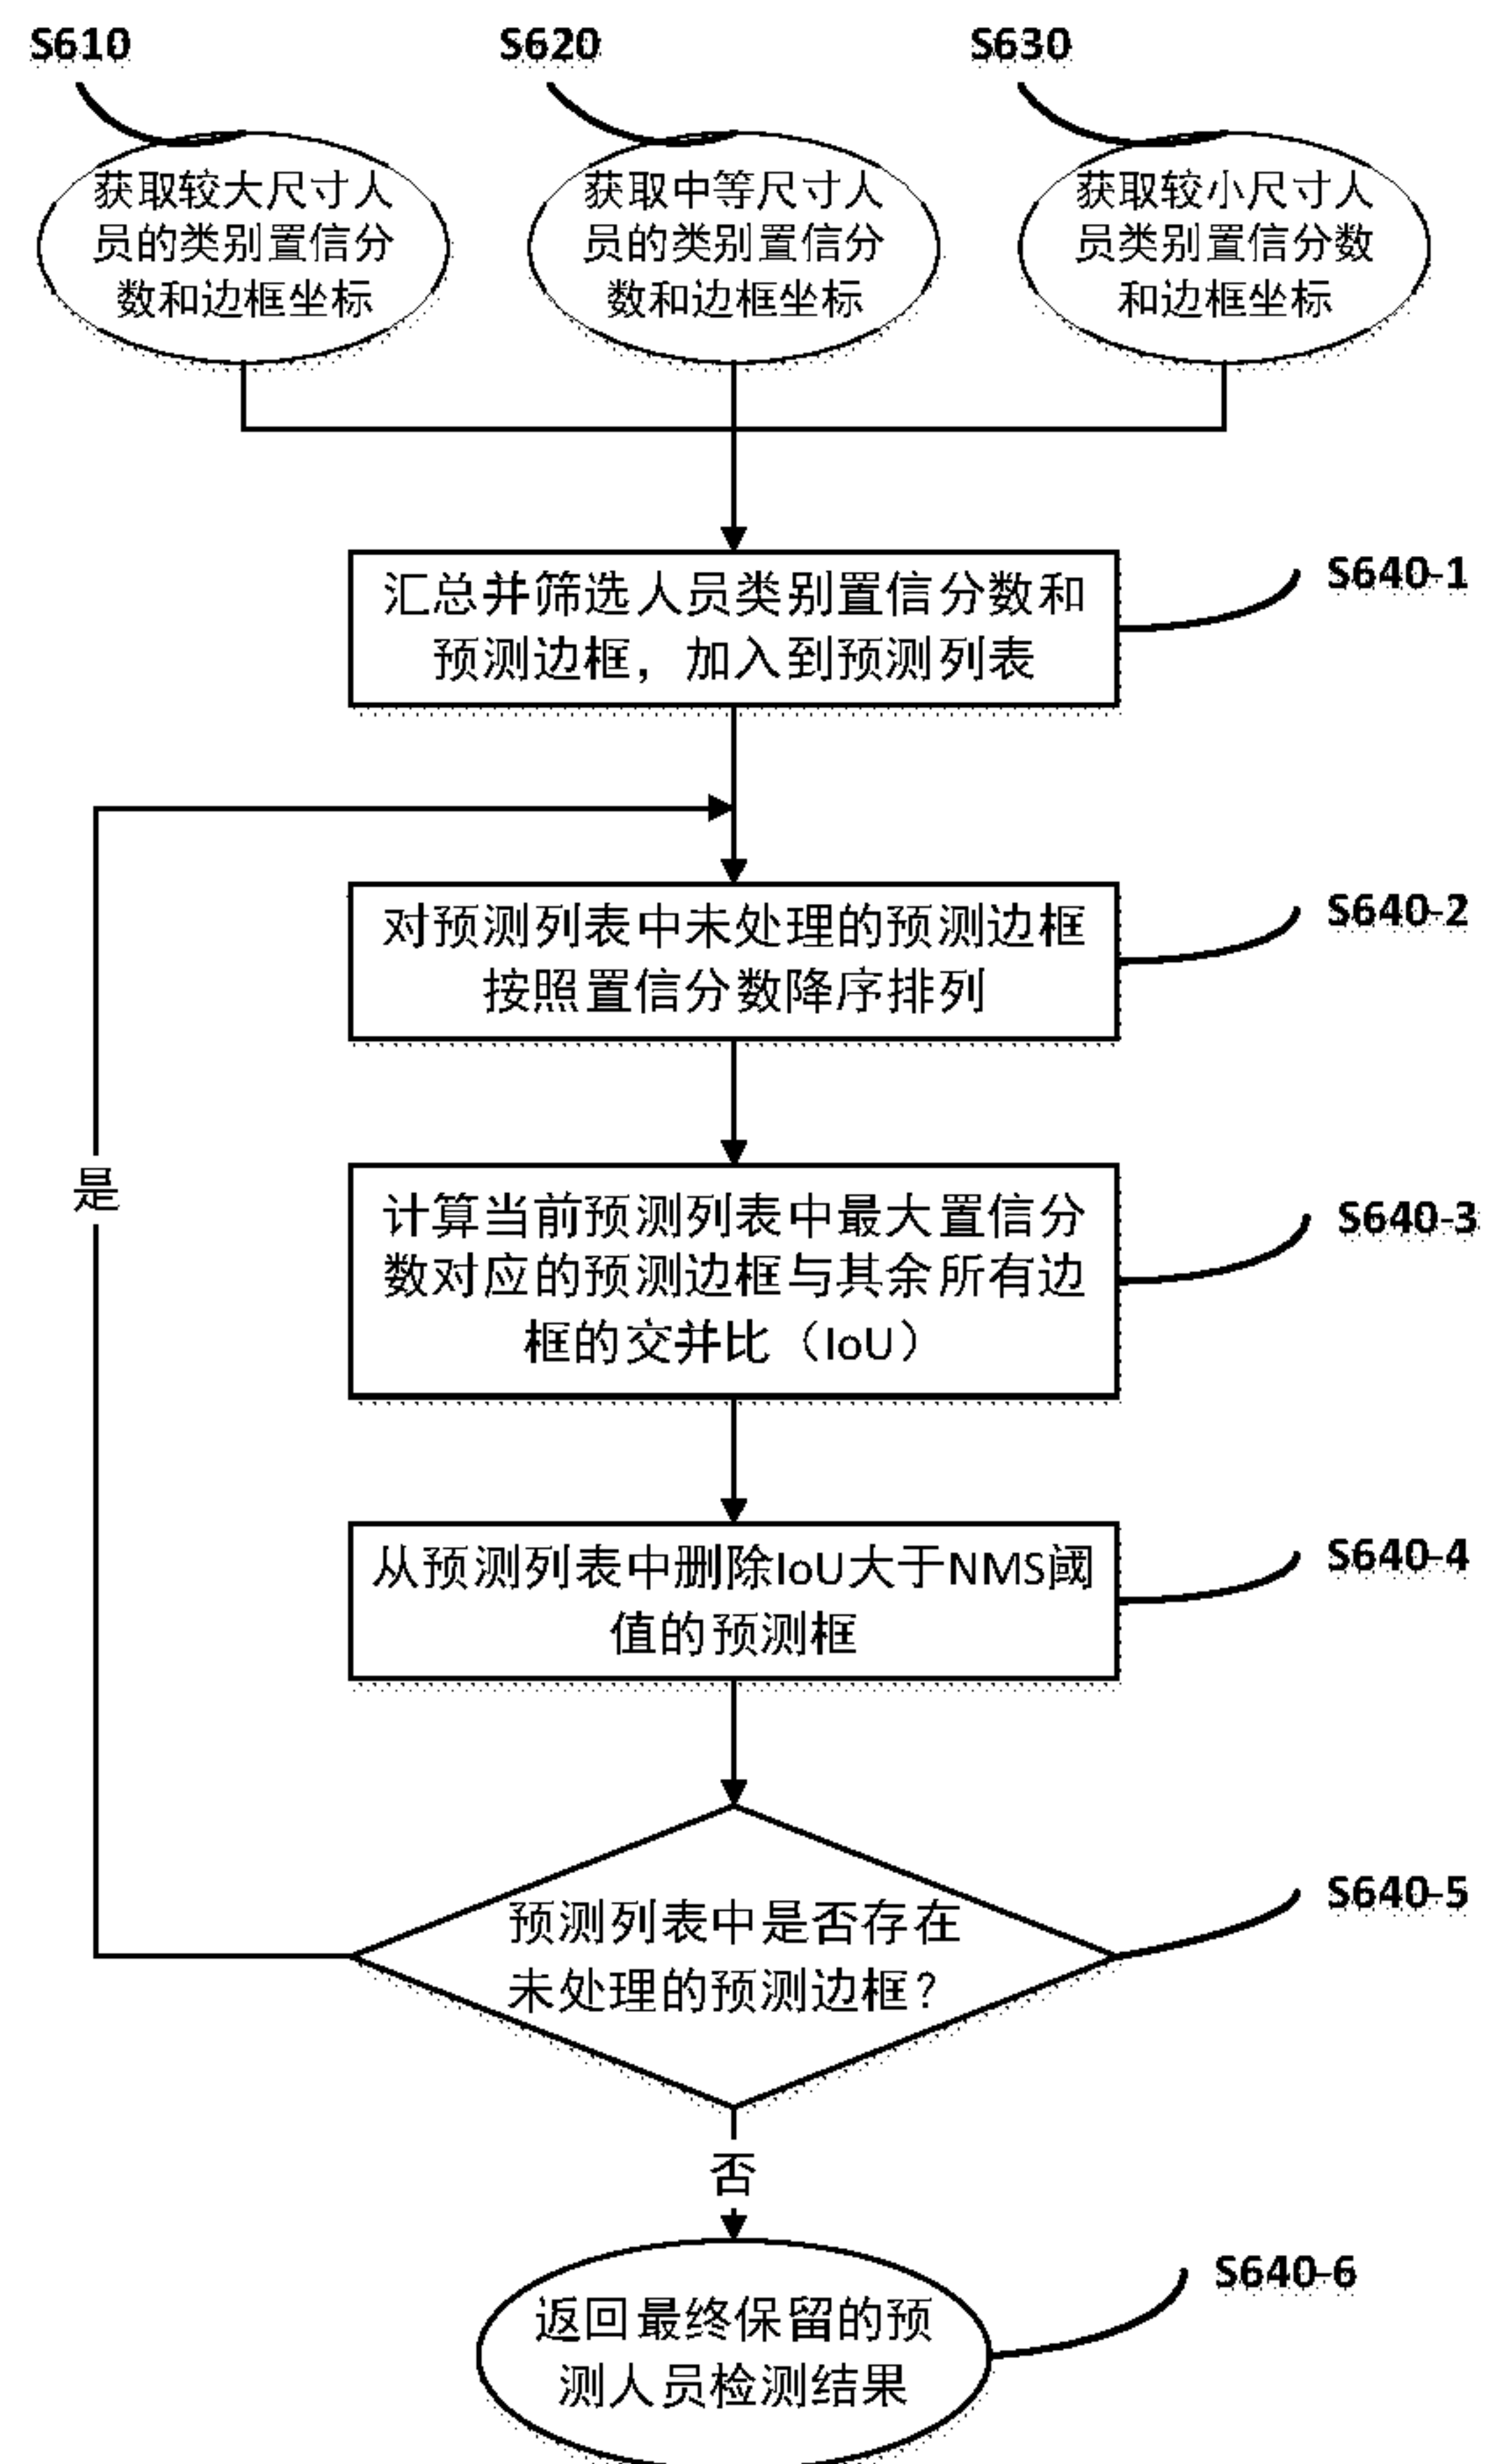 S610
S620
S630
获取较大尺寸人
员的类别置信分
数和边框坐标
获取中等尺寸人
员的类别置信分
数和边框坐标
获取较小尺寸人
员类别置信分数
和边框坐标
汇总并筛选人员类别置信分数和
预测边框，加入到预测列表
S640-1
对预测列表中未处理的预测边框
按照置信分数降序排列
S640-2
计算当前预测列表中最大置信分
数对应的预测边框与其余所有边
框的交并比（IoU）
S640-3
是
从预测列表中删除IoU大于NMS阈
值的预测框
S640-4
预测列表中是否存在
未处理的预测边框？
S640-5
否
返回最终保留的预
测人员检测结果
S640-6